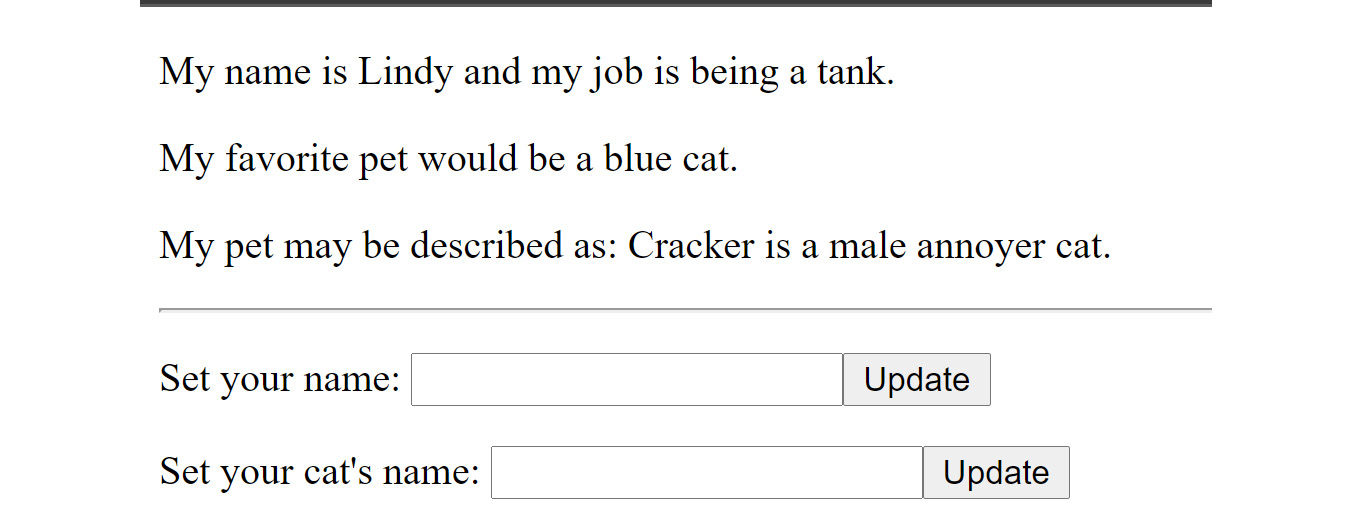 My name is Lindy and my job is being a tank.
My favorite pet would be a blue cat.
My pet may be described as: Cracker is a male annoyer cat.
Set your name: Update
Set your cat's name: Update